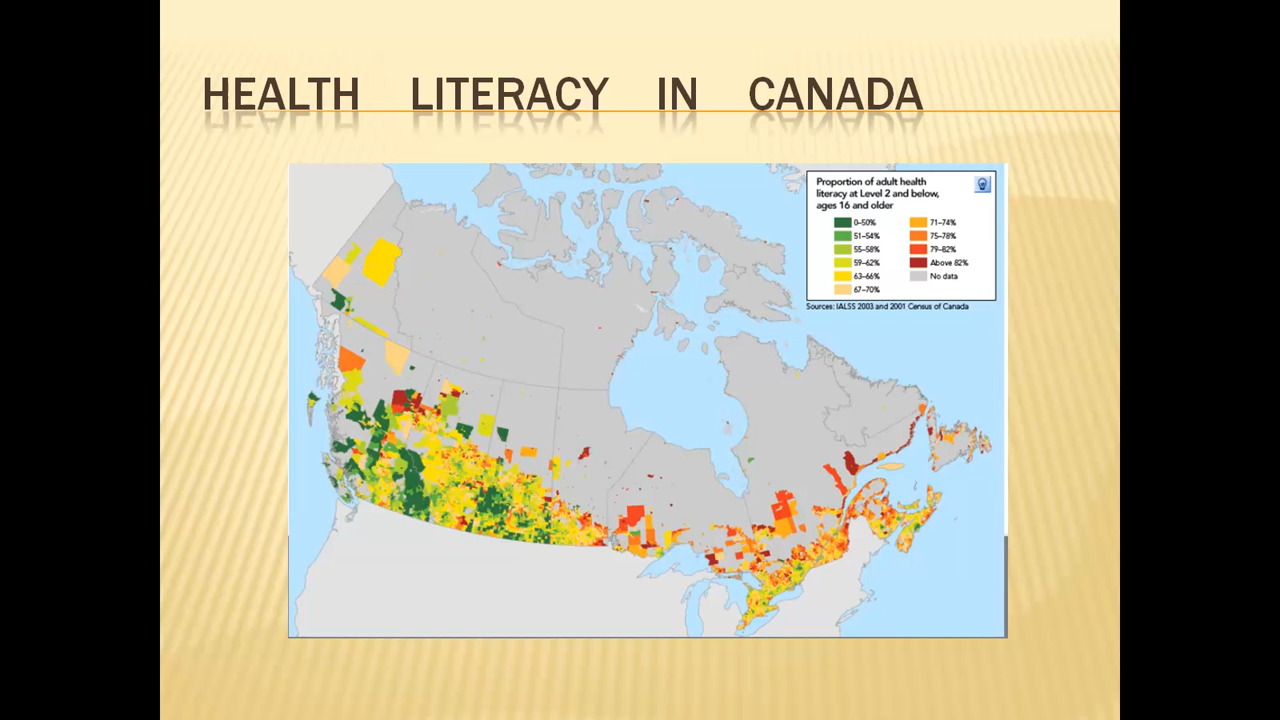 HEALTH LITERACY IN CANADA
Proportion of adult health
literacy at Level 2 and below,
ages 16 and older
0–50%
51–54%
55–58%
59–62%
63–66%
67–70%
71–74%
75–78%
79–82%
Above 82%
No data
Sources: IALSS 2003 and 2001 Census of Canada